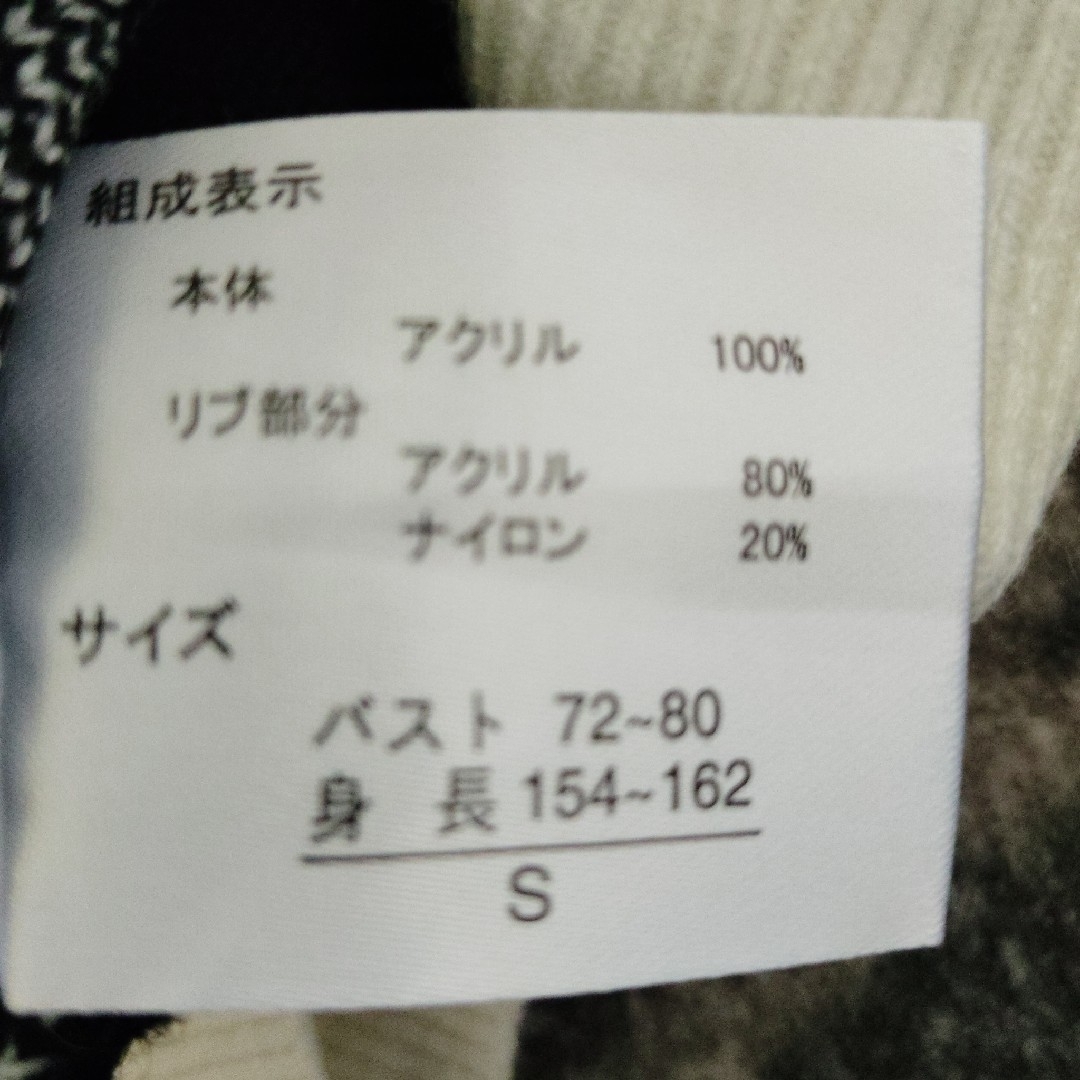 組成表示
本体
アクリル 100%
リブ部分
アクリル 80%
ナイロン 20%
サイズ
バスト 72~80
身 長 154~162
S